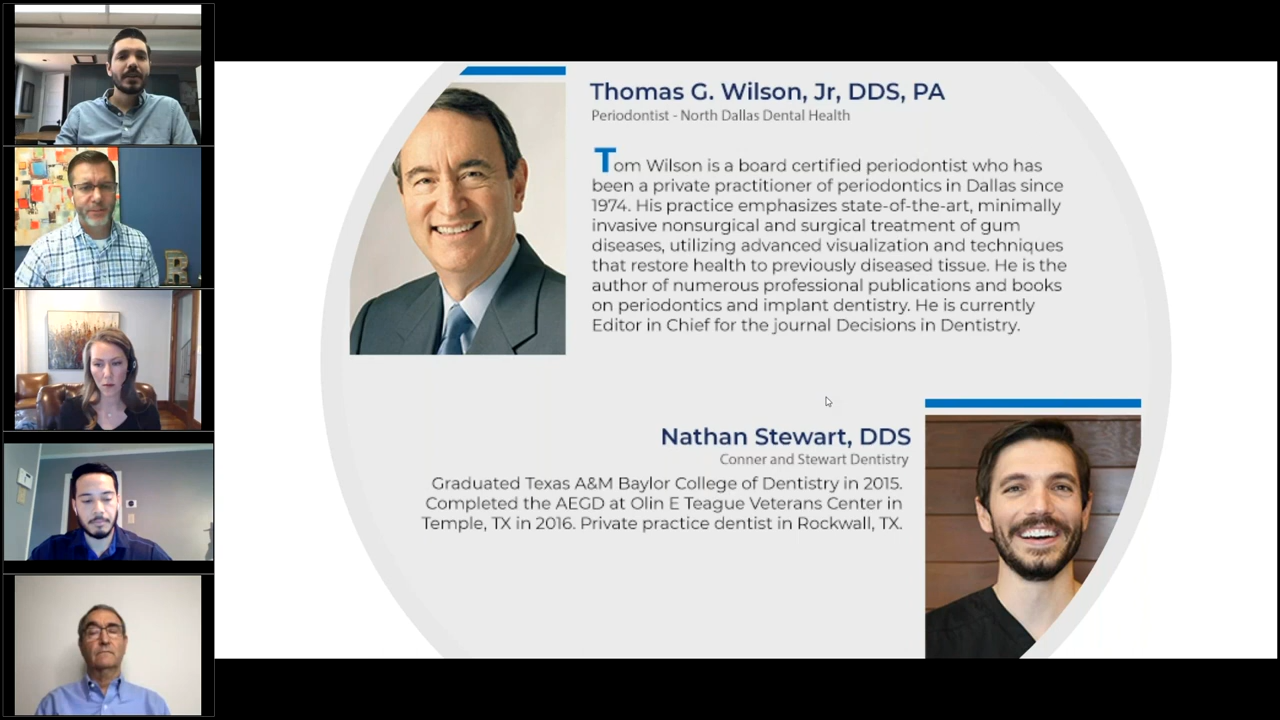 Thomas G. Wilson, Jr, DDS, PA
Periodontist - North Dallas Dental Health
Tom Wilson is a board certified periodontist who has
been a private practitioner of periodontics in Dallas since
1974. His practice emphasizes state-of-the-art, minimally
invasive nonsurgical and surgical treatment of gum
diseases, utilizing advanced visualization and techniques
that restore health to previously diseased tissue. He is the
author of numerous professional publications and books
on periodontics and implant dentistry. He is currently
Editor in Chief for the journal Decisions in Dentistry.
Nathan Stewart, DDS
Conner and Stewart Dentistry
Graduated Texas A&M Baylor College of Dentistry in 2015.
Completed the AEGD at Olin E Teague Veterans Center in
Temple, TX in 2016. Private practice dentist in Rockwall, TX.
R